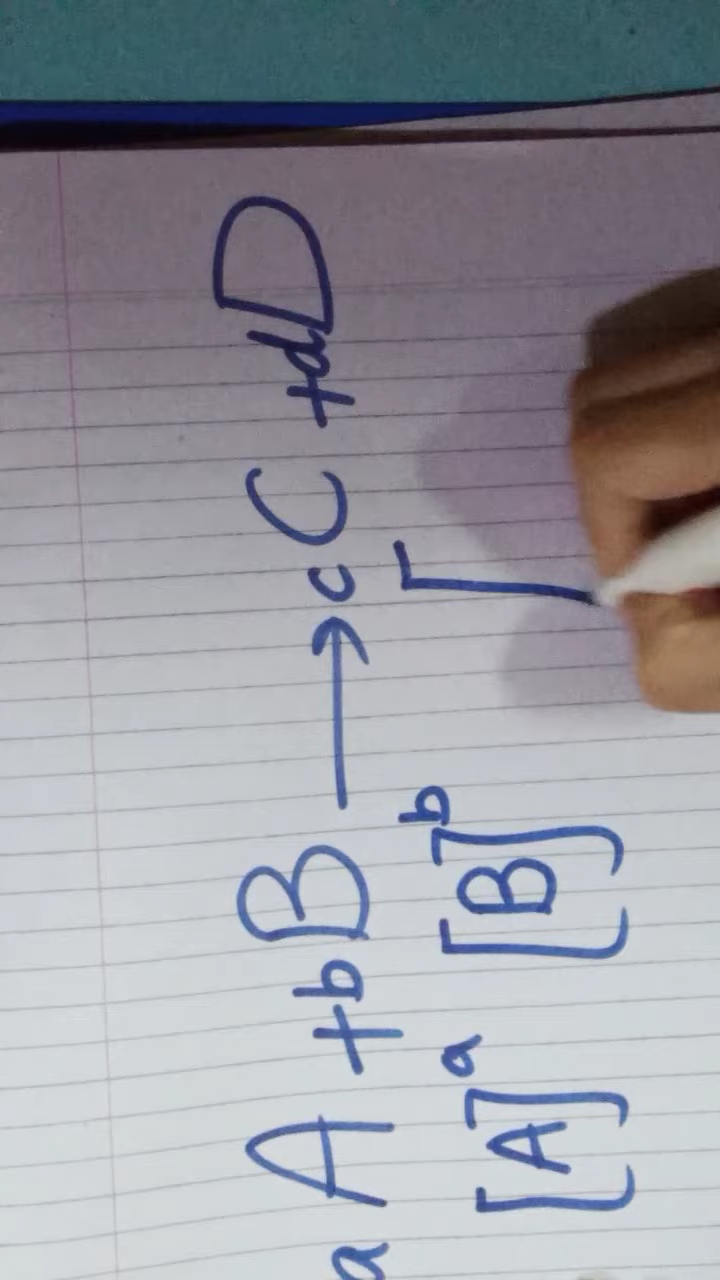 aA + bB → cC + dD
[A]ᵃ [B]ᵇ [